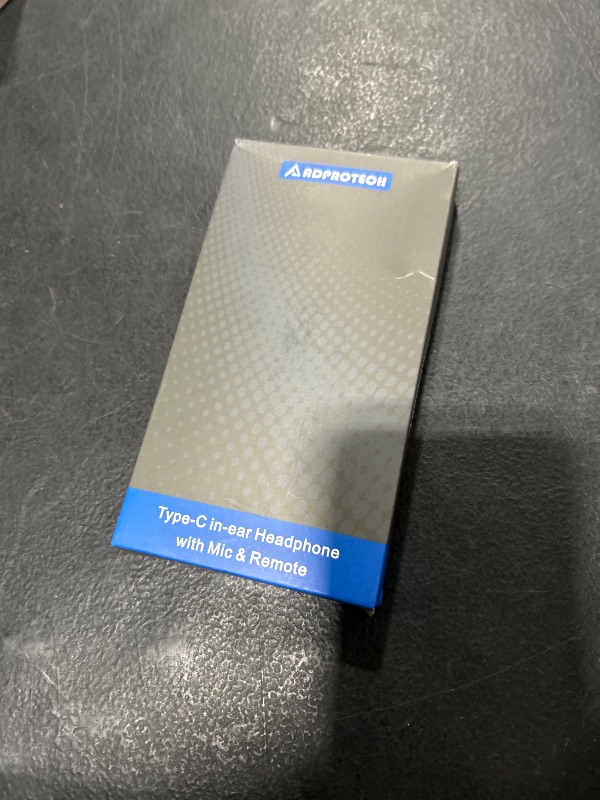 ADPROTECH
Type-C in-ear Headphone
with Mic & Remote